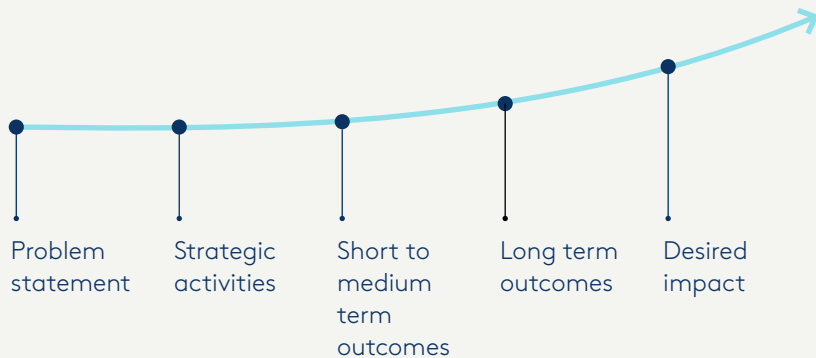 Problem
statement
Strategic
activities
Short to
medium
term
outcomes
Long term
outcomes
Desired
impact